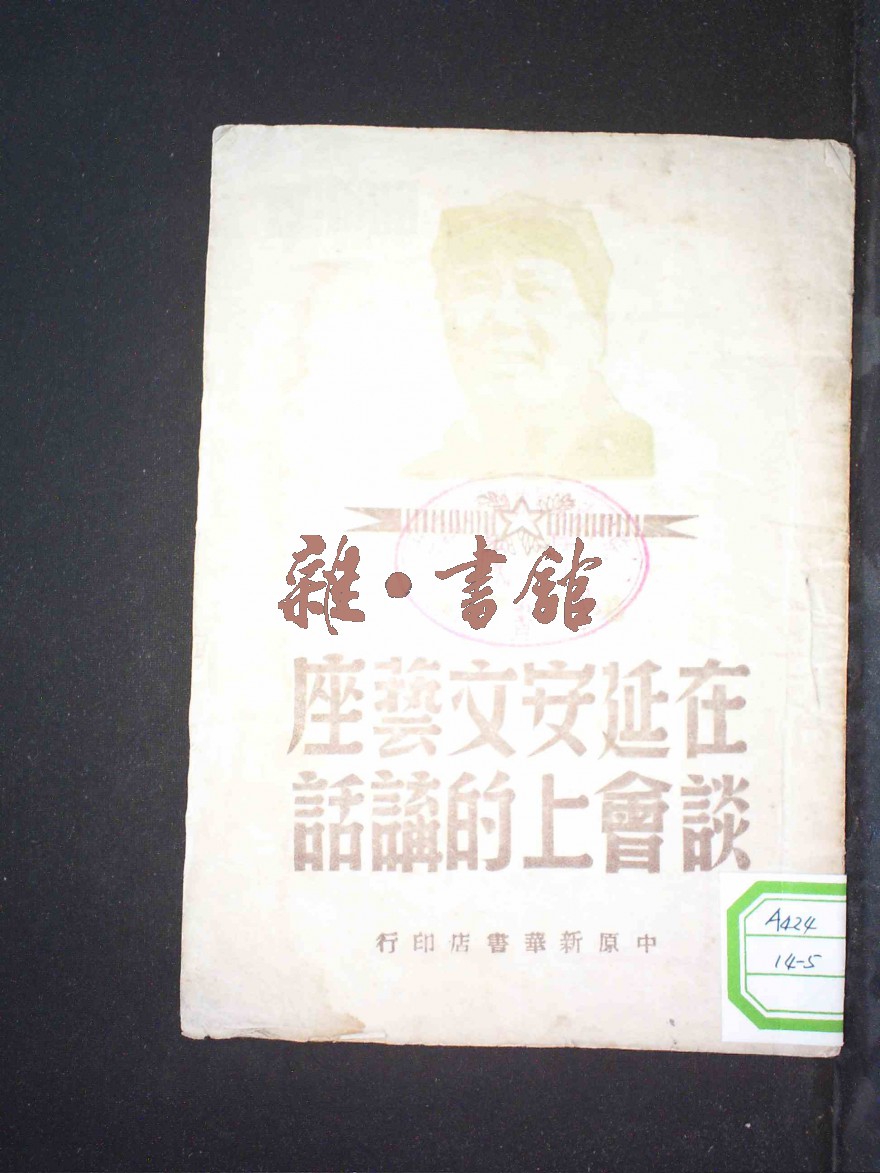 雜·書舘
在延安文藝座
談會上的講話
中原新華書店印行
A424
14-5